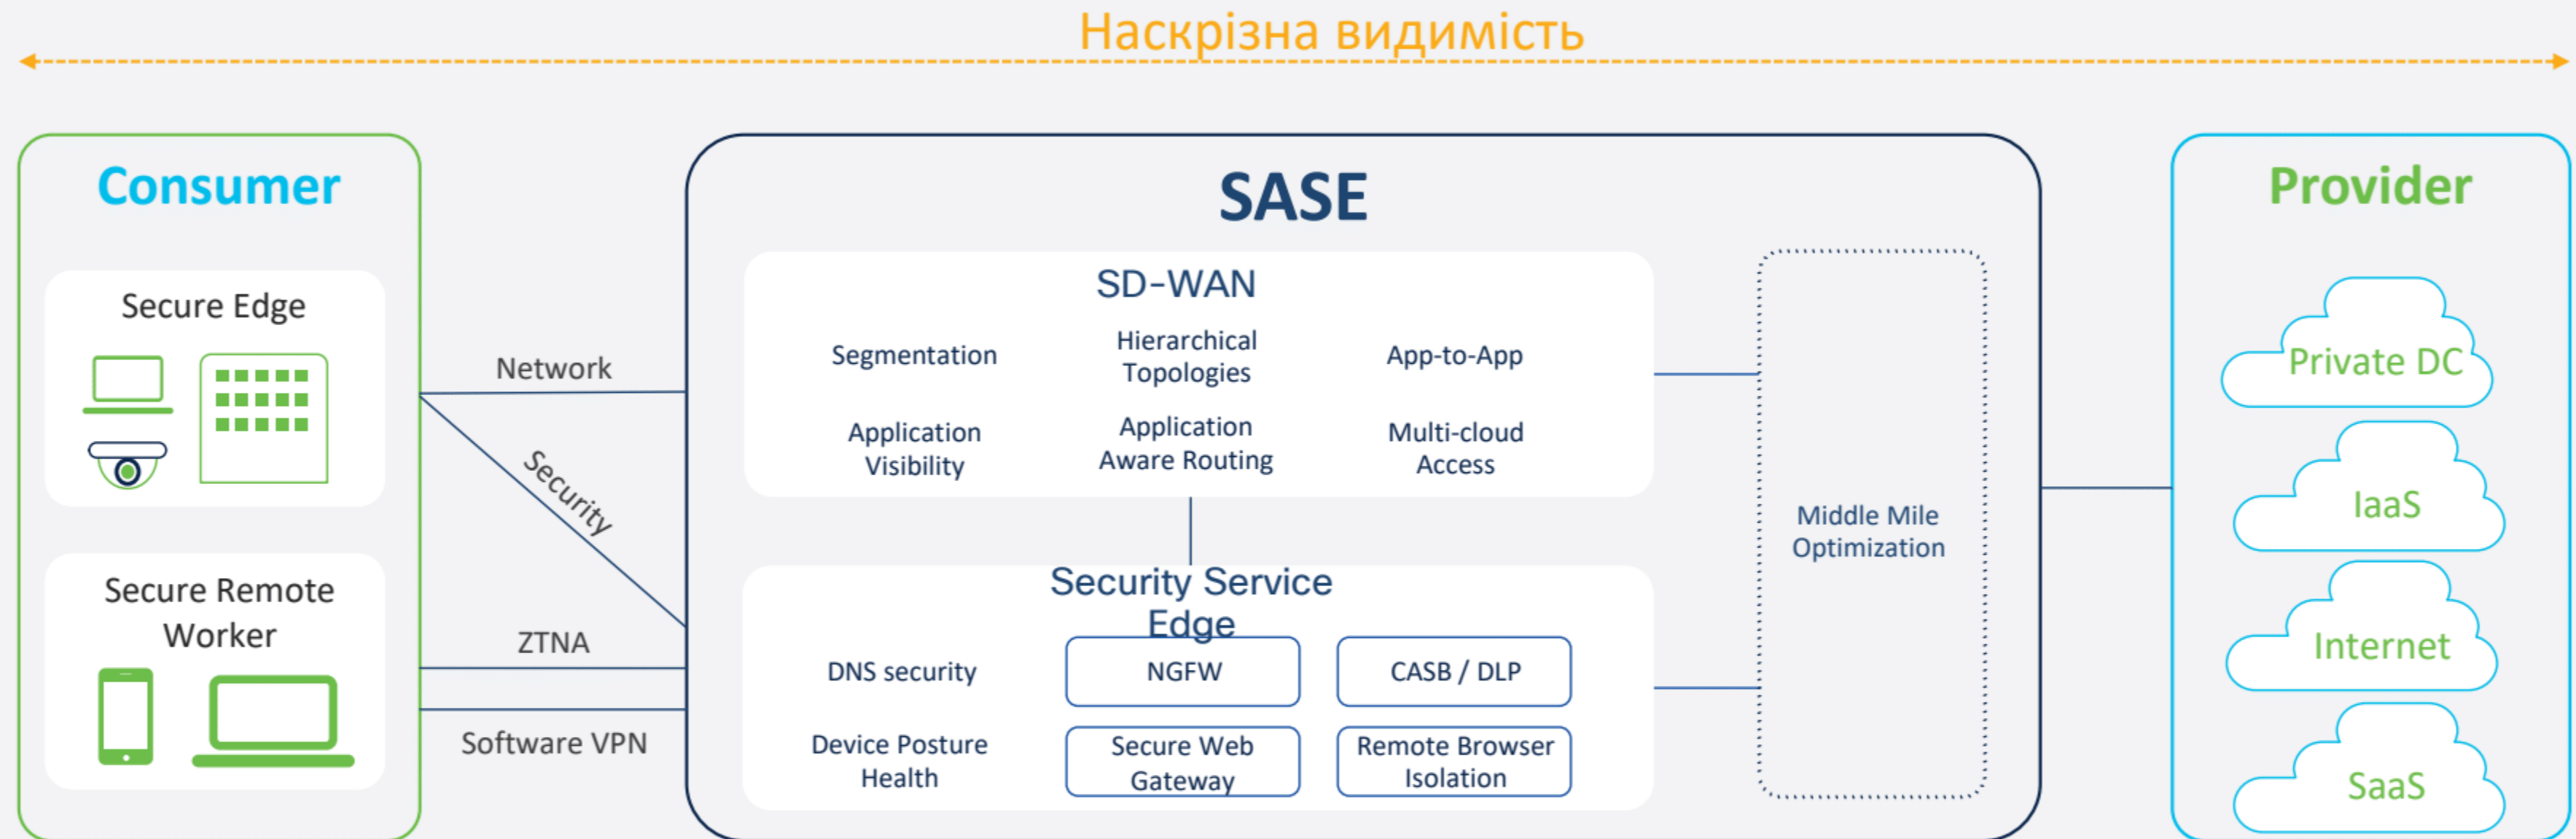 Наскрізна видимість
Consumer
Secure Edge
Secure Remote
Worker
Network
Security
ZTNA
Software VPN
SASE
SD-WAN
Segmentation
Hierarchical
Topologies
App-to-App
Application
Visibility
Application
Aware Routing
Multi-cloud
Access
Security Service
Edge
DNS security
NGFW
CASB / DLP
Device Posture
Health
Secure Web
Gateway
Remote Browser
Isolation
Middle Mile
Optimization
Provider
Private DC
IaaS
Internet
SaaS